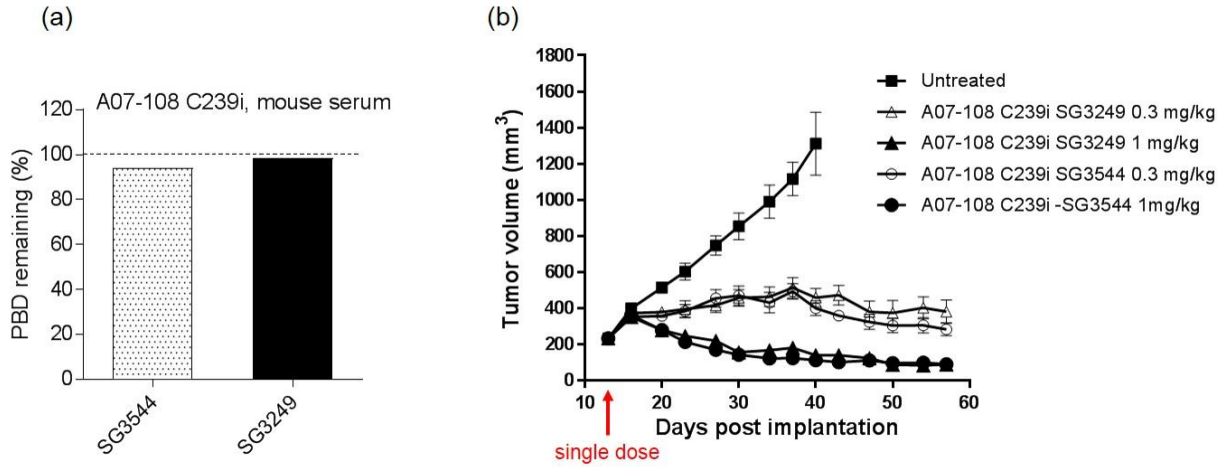 (a)
A07-108 C239i, mouse serum
PBD remaining (%)
120
100
80
60
40
20
0
SG3544
SG3249
(b)
Tumor volume (mm³)
1800
1600
1400
1200
1000
800
600
400
200
0
10
20
30
40
50
60
Days post implantation
single dose
Untreated
A07-108 C239i SG3249 0.3 mg/kg
A07-108 C239i SG3249 1 mg/kg
A07-108 C239i SG3544 0.3 mg/kg
A07-108 C239i -SG3544 1mg/kg